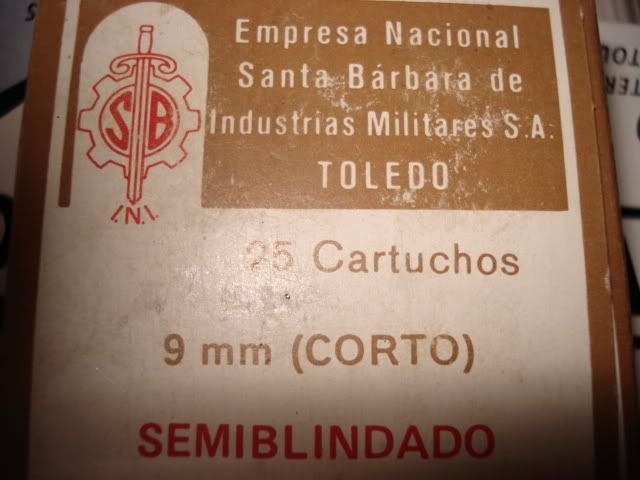 Empresa Nacional
Santa Bárbara de
Industrias Militares S.A.
TOLEDO
SB
I.N.I.
25 Cartuchos
9 mm (CORTO)
SEMIBLINDADO